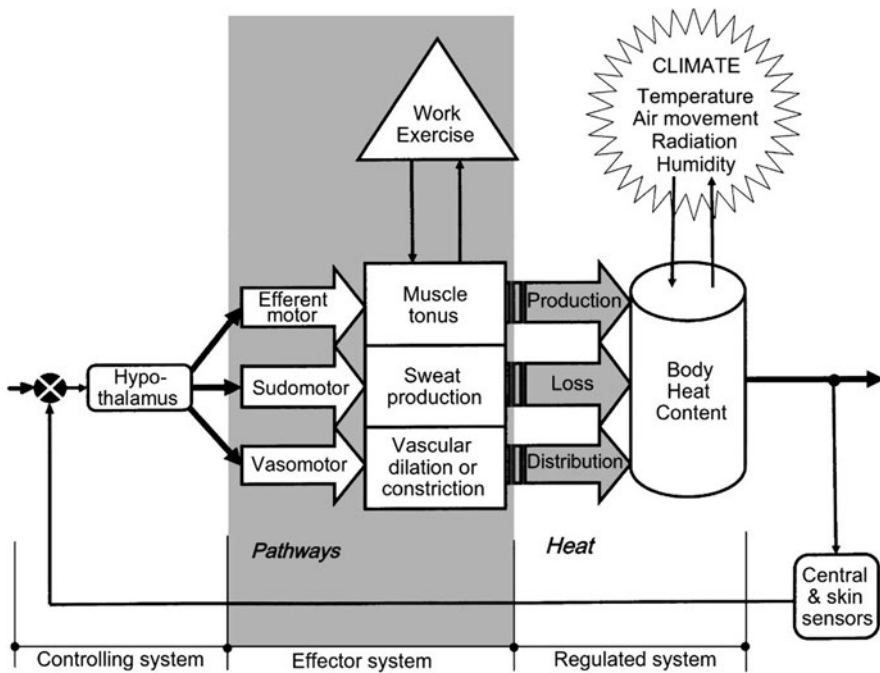 CLIMATE
Temperature
Air movement
Radiation
Humidity
Work
Exercise
Efferent
motor
Muscle
tonus
Production
Hypo-
thalamus
Sudomotor
Sweat
production
Loss
Body
Heat
Content
Vasomotor
Vascular
dilation or
constriction
Distribution
Pathways
Heat
Central
& skin
sensors
Controlling system
Effector system
Regulated system